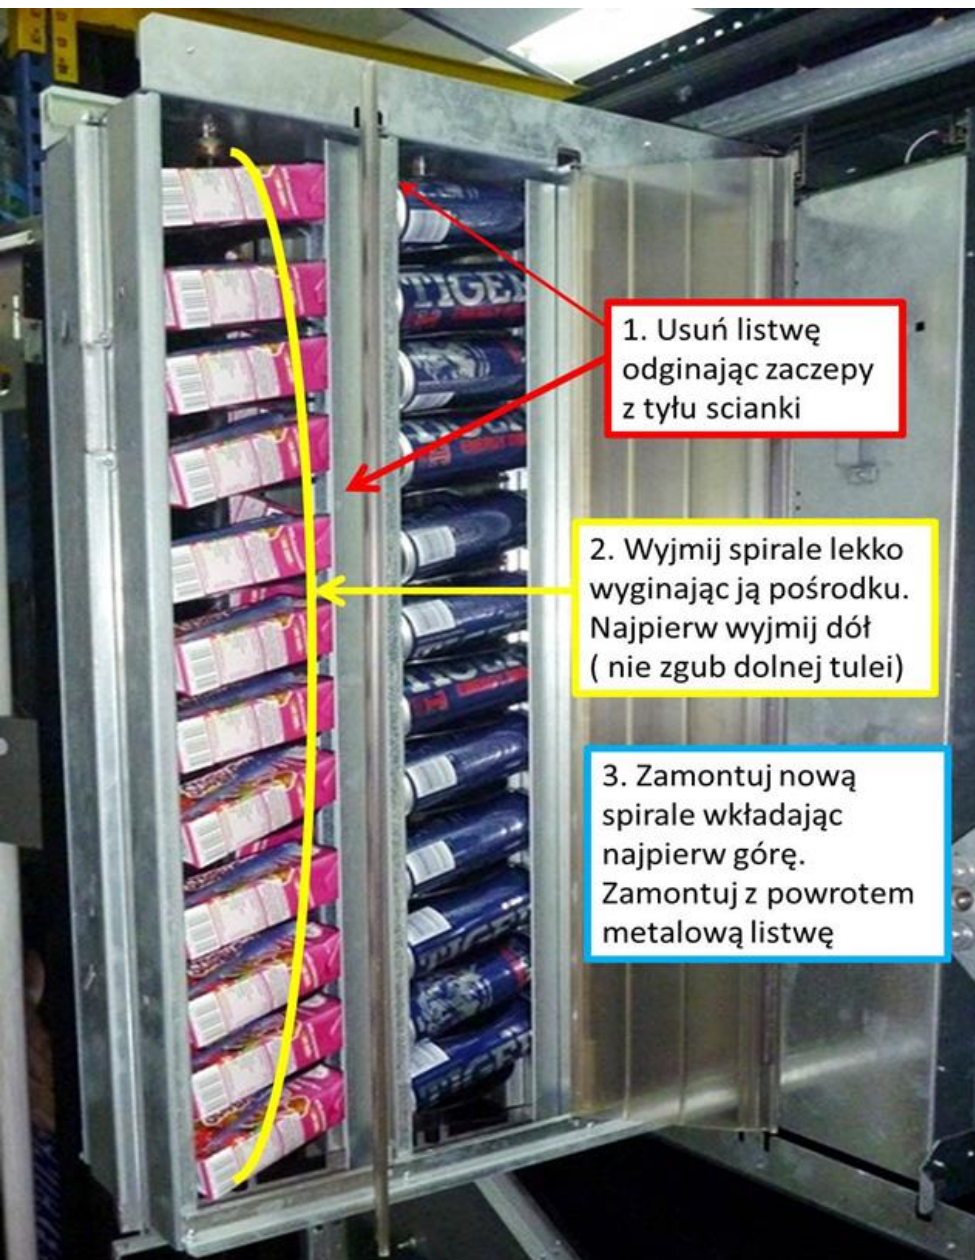 TIGER
1. Usuń listwę
odginając zaczepy
z tyłu scianki
2. Wyjmij spirale lekko
wyginając ją pośrodku.
Najpierw wyjmij dół
( nie zgub dolnej tulei)
3. Zamontuj nową
spirale wkładając
najpierw górę.
Zamontuj z powrotem
metalową listwę